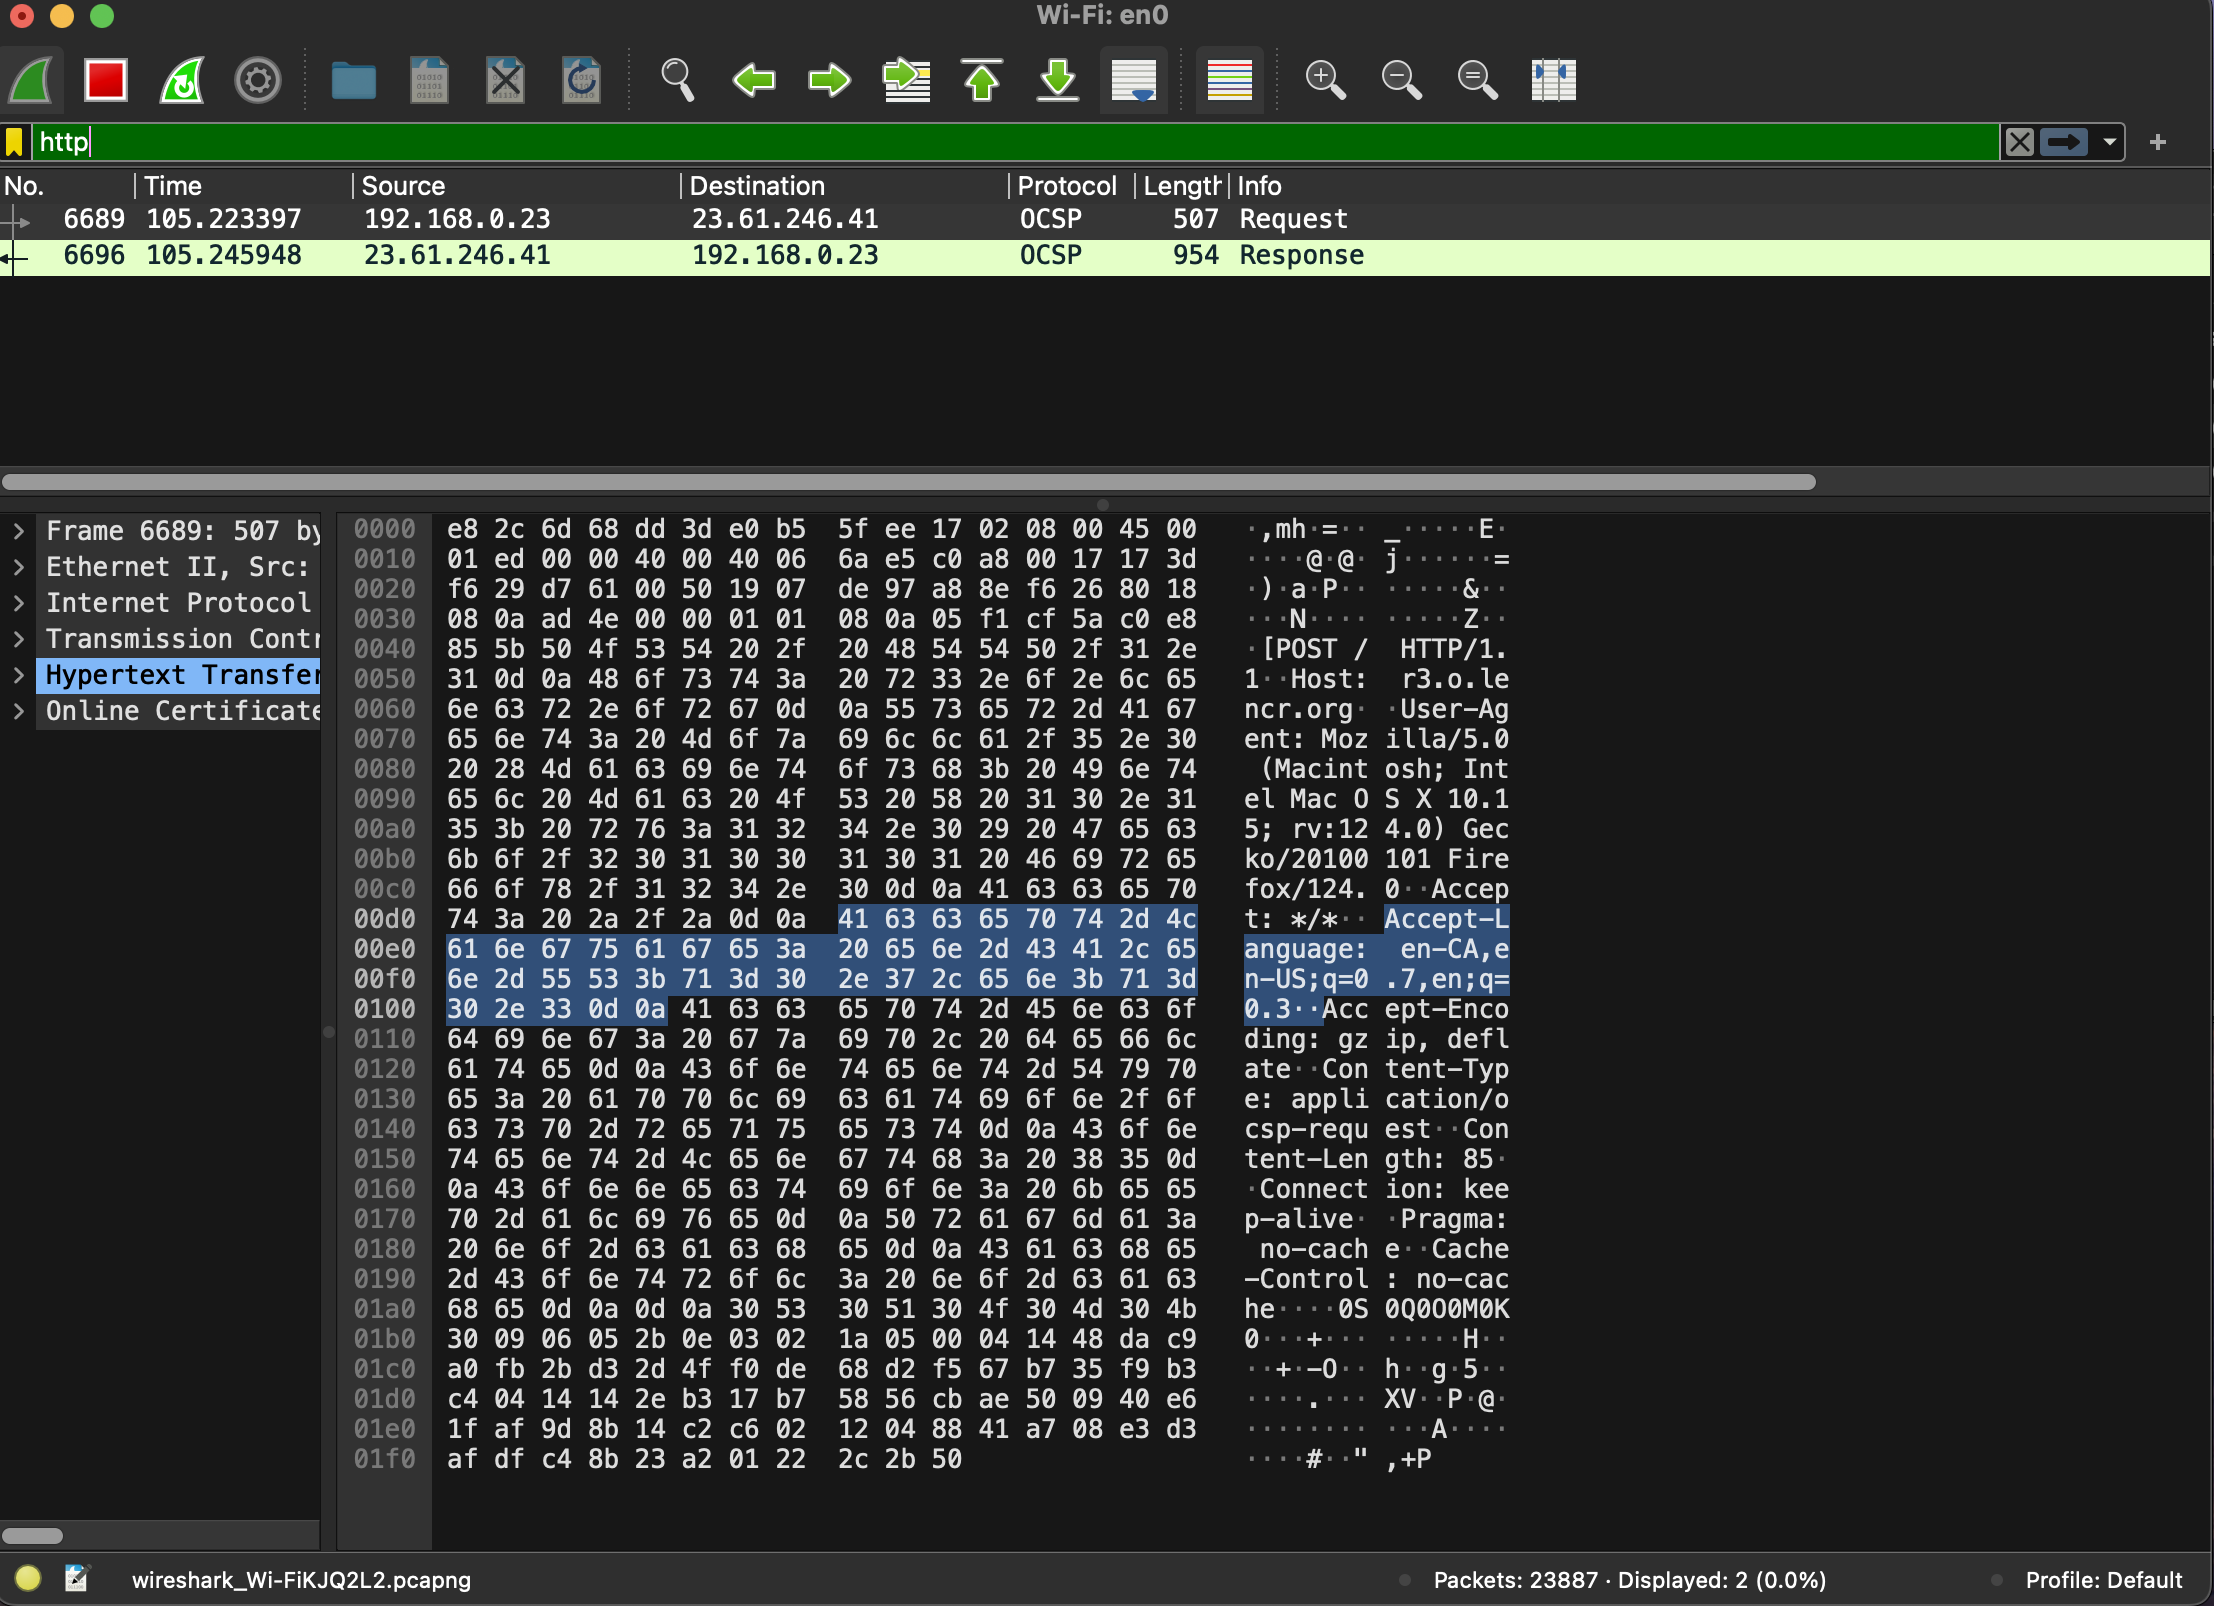 Wi-Fi: en0
http
No. Time Source Destination Protocol Length Info
6689 105.223397 192.168.0.23 23.61.246.41 OCSP 507 Request
6696 105.245948 23.61.246.41 192.168.0.23 OCSP 954 Response
Frame 6689: 507 by
Ethernet II, Src:
Internet Protocol
Transmission Contr
Hypertext Transfer
Online Certificate
0000 e8 2c 6d 68 dd 3d e0 b5 5f ee 17 02 08 00 45 00 ·,mh·=·· _·····E·
0010 01 ed 00 00 40 00 40 06 6a e5 c0 a8 00 17 17 3d ····@·@· j······=
0020 f6 29 d7 61 00 50 19 07 de 97 a8 8e f6 26 80 18 ·)·a·P·· ·····&··
0030 08 0a ad 4e 00 00 01 01 08 0a 05 f1 cf 5a c0 e8 ···N···· ·····Z··
0040 85 5b 50 4f 53 54 20 2f 20 48 54 54 50 2f 31 2e ·[POST / HTTP/1.
0050 31 0d 0a 48 6f 73 74 3a 20 72 33 2e 6f 2e 6c 65 1··Host: r3.o.le
0060 6e 63 72 2e 6f 72 67 0d 0a 55 73 65 72 2d 41 67 ncr.org· ·User-Ag
0070 65 6e 74 3a 20 4d 6f 7a 69 6c 6c 61 2f 35 2e 30 ent: Moz illa/5.0
0080 20 28 4d 61 63 69 6e 74 6f 73 68 3b 20 49 6e 74 (Macint osh; Int
0090 65 6c 20 4d 61 63 20 4f 53 20 58 20 31 30 2e 31 el Mac O S X 10.1
00a0 35 3b 20 72 76 3a 31 32 34 2e 30 29 20 47 65 63 5; rv:12 4.0) Gec
00b0 6b 6f 2f 32 30 31 30 30 31 30 31 20 46 69 72 65 ko/20100 101 Fire
00c0 66 6f 78 2f 31 32 34 2e 30 0d 0a 41 63 63 65 70 fox/124. 0··Accep
00d0 74 3a 20 2a 2f 2a 0d 0a 41 63 63 65 70 74 2d 4c t: */*·· Accept-L
00e0 61 6e 67 75 61 67 65 3a 20 65 6e 2d 43 41 2c 65 anguage: en-CA,e
00f0 6e 2d 55 53 3b 71 3d 30 2e 37 2c 65 6e 3b 71 3d n-US;q=0 .7,en;q=
0100 30 2e 33 0d 0a 41 63 63 65 70 74 2d 45 6e 63 6f 0.3··Acc ept-Enco
0110 64 69 6e 67 3a 20 67 7a 69 70 2c 20 64 65 66 6c ding: gz ip, defl
0120 61 74 65 0d 0a 43 6f 6e 74 65 6e 74 2d 54 79 70 ate··Con tent-Typ
0130 65 3a 20 61 70 70 6c 69 63 61 74 69 6f 6e 2f 6f e: appli cation/o
0140 63 73 70 2d 72 65 71 75 65 73 74 0d 0a 43 6f 6e csp-requ est··Con
0150 74 65 6e 74 2d 4c 65 6e 67 74 68 3a 20 38 35 0d tent-Len gth: 85·
0160 0a 43 6f 6e 6e 65 63 74 69 6f 6e 3a 20 6b 65 65 ·Connect ion: kee
0170 70 2d 61 6c 69 76 65 0d 0a 50 72 61 67 6d 61 3a p-alive· ·Pragma:
0180 20 6e 6f 2d 63 61 63 68 65 0d 0a 43 61 63 68 65 no-cach e··Cache
0190 2d 43 6f 6e 74 72 6f 6c 3a 20 6e 6f 2d 63 61 63 -Control : no-cac
01a0 68 65 0d 0a 0d 0a 30 53 30 51 30 4f 30 4d 30 4b he····0S 0Q0O0M0K
01b0 30 09 06 05 2b 0e 03 02 1a 05 00 04 14 48 da c9 0···+··· ·····H··
01c0 a0 fb 2b d3 2d 4f f0 de 68 d2 f5 67 b7 35 f9 b3 ··+·-O·· h··g·5··
01d0 c4 04 14 14 2e b3 17 b7 58 56 cb ae 50 09 40 e6 ····.··· XV··P·@·
01e0 1f af 9d 8b 14 c2 c6 02 12 04 88 41 a7 08 e3 d3 ········ ···A····
01f0 af df c4 8b 23 a2 01 22 2c 2b 50 ····#··" ,+P
wireshark_Wi-FiKJQ2L2.pcapng Packets: 23887 · Displayed: 2 (0.0%) Profile: Default